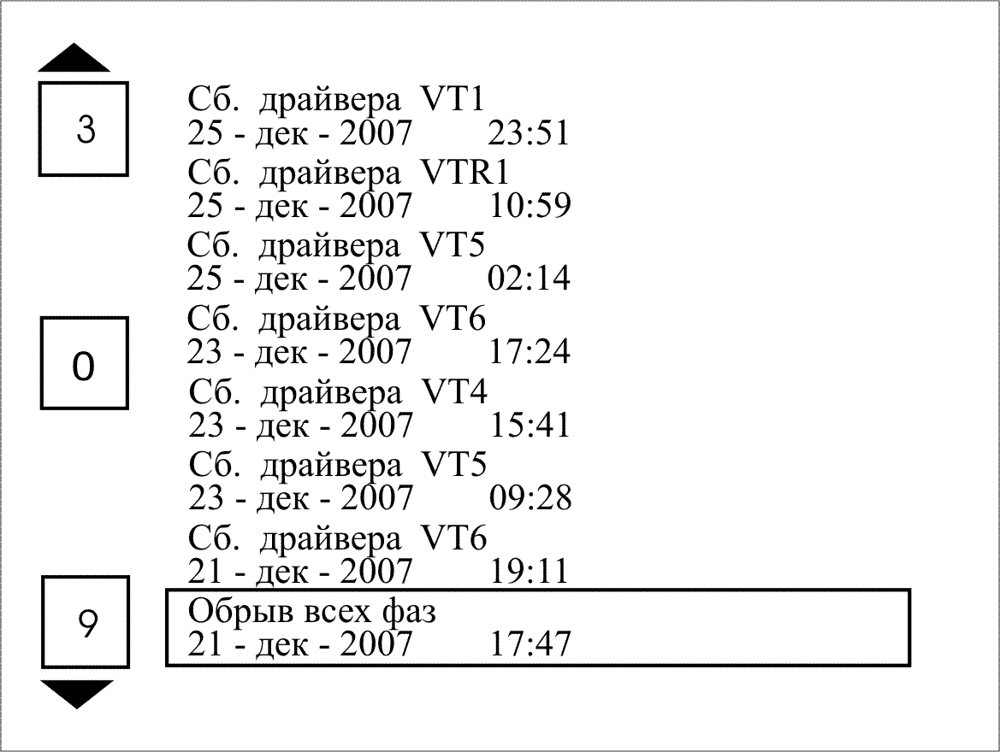 3
Сб. драйвера VT1
25 - дек - 2007 23:51
Сб. драйвера VTR1
25 - дек - 2007 10:59
Сб. драйвера VT5
25 - дек - 2007 02:14
Сб. драйвера VT6
23 - дек - 2007 17:24
0
Сб. драйвера VT4
23 - дек - 2007 15:41
Сб. драйвера VT5
23 - дек - 2007 09:28
Сб. драйвера VT6
21 - дек - 2007 19:11
9
Обрыв всех фаз
21 - дек - 2007 17:47